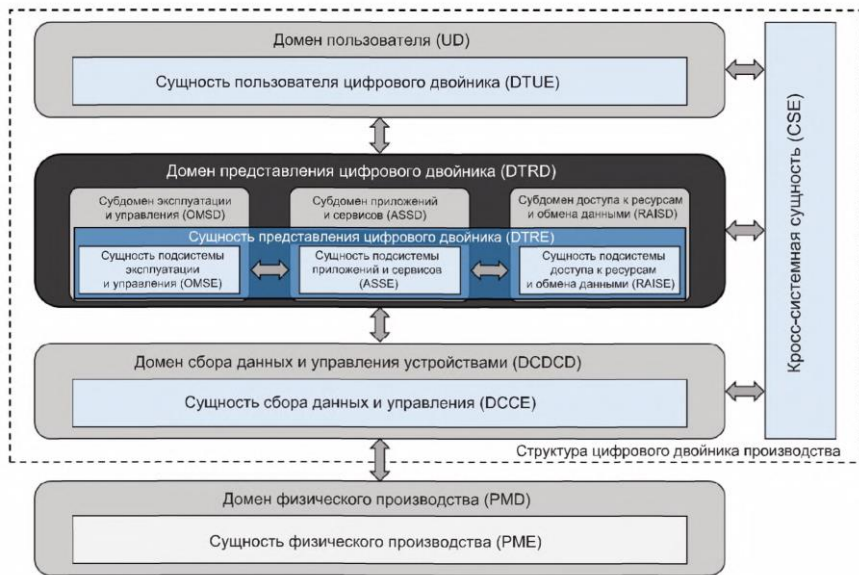 Домен пользователя (UD)
Сущность пользователя цифрового двойника (DTUE)
Домен представления цифрового двойника (DTRD)
Субдомен эксплуатации
и управления (OMSD)
Субдомен приложений
и сервисов (ASSD)
Субдомен доступа к ресурсам
и обмена данными (RAISD)
Сущность представления цифрового двойника (DTRE)
Сущность подсистемы
эксплуатации
и управления (OMSE)
Сущность подсистемы
приложений и сервисов
(ASSE)
Сущность подсистемы
доступа к ресурсам
и обмена данными (RAISE)
Домен сбора данных и управления устройствами (DCDCD)
Сущность сбора данных и управления (DCCE)
Кросс-системная сущность (CSE)
Структура цифрового двойника производства
Домен физического производства (PMD)
Сущность физического производства (PME)